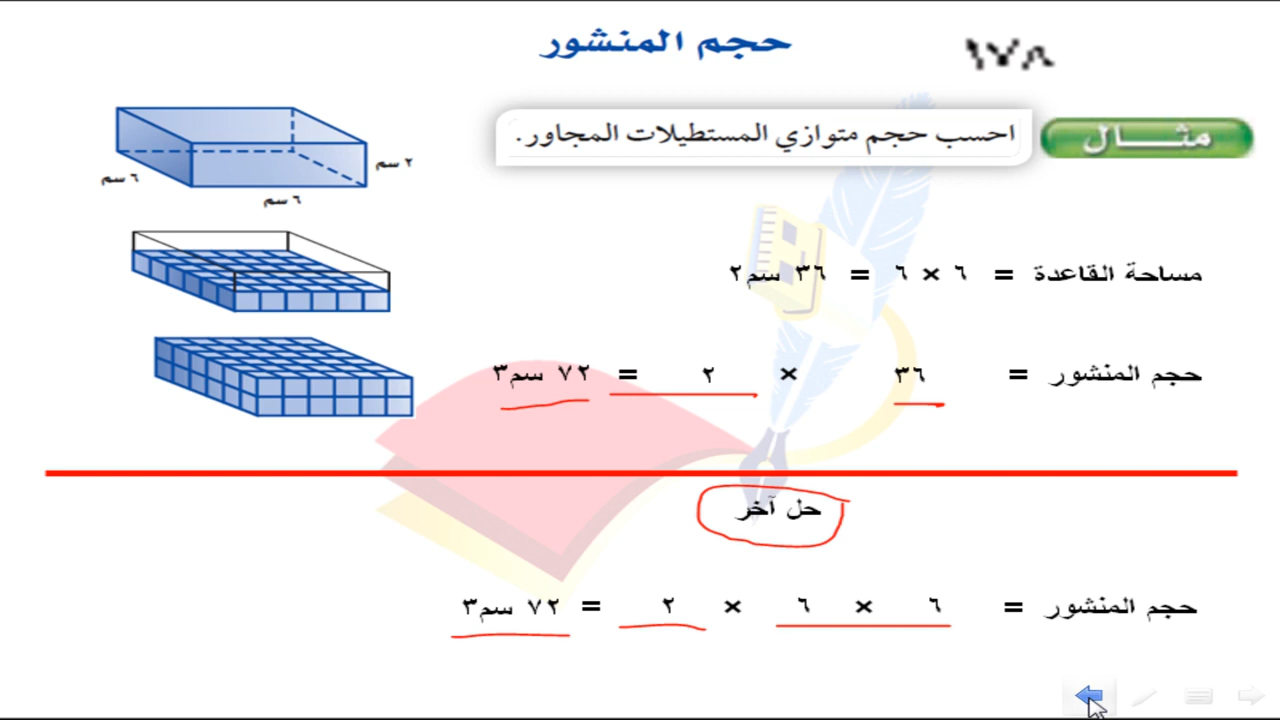 حجم المنشور
١٧٨
مثال
احسب حجم متوازي المستطيلات المجاور.
٢ سم
٦ سم
٦ سم
مساحة القاعدة = ٦ × ٦ = ٣٦ سم٢
حجم المنشور = ٣٦ × ٢ = ٧٢ سم٣
حل آخر
حجم المنشور = ٦ × ٦ × ٢ = ٧٢ سم٣